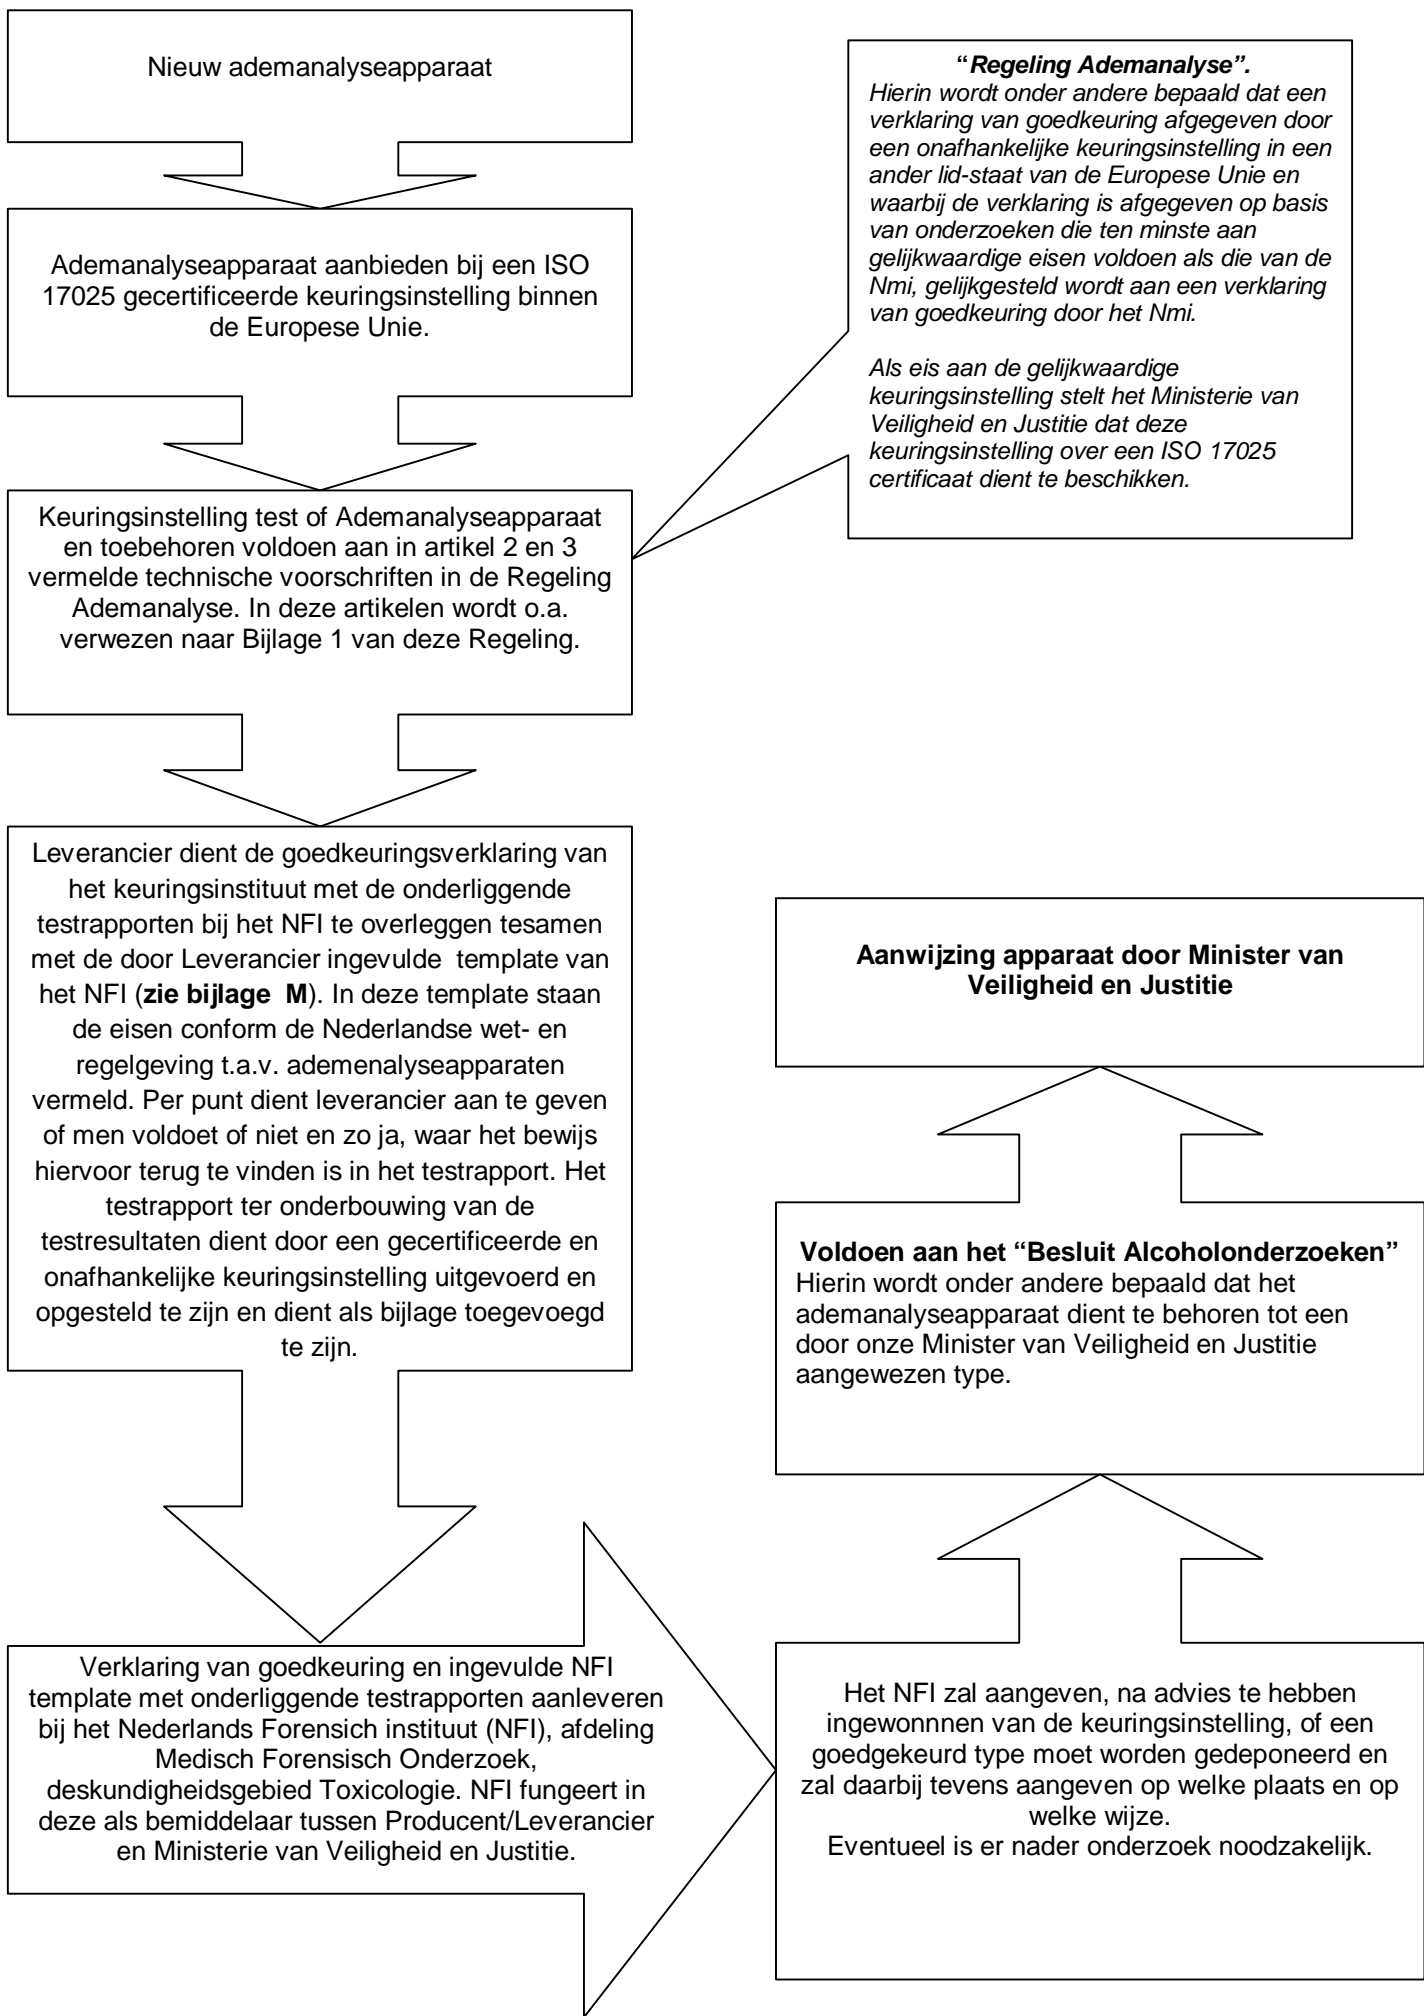 Nieuw ademanalyseapparaat
Ademanalyseapparaat aanbieden bij een ISO
17025 gecertificeerde keuringsinstelling binnen
de Europese Unie.
“Regeling Ademanalyse”.
Hierin wordt onder andere bepaald dat een
verklaring van goedkeuring afgegeven door
een onafhankelijke keuringsinstelling in een
ander lid-staat van de Europese Unie en
waarbij de verklaring is afgegeven op basis
van onderzoeken die ten minste aan
gelijkwaardige eisen voldoen als die van de
Nmi, gelijkgesteld wordt aan een verklaring
van goedkeuring door het Nmi.
Als eis aan de gelijkwaardige
keuringsinstelling stelt het Ministerie van
Veiligheid en Justitie dat deze
keuringsinstelling over een ISO 17025
certificaat dient te beschikken.
Keuringsinstelling test of Ademanalyseapparaat
en toebehoren voldoen aan in artikel 2 en 3
vermelde technische voorschriften in de Regeling
Ademanalyse. In deze artikelen wordt o.a.
verwezen naar Bijlage 1 van deze Regeling.
Leverancier dient de goedkeuringsverklaring van
het keuringsinstituut met de onderliggende
testrapporten bij het NFI te overleggen tesamen
met de door Leverancier ingevulde template van
het NFI (zie bijlage M). In deze template staan
de eisen conform de Nederlandse wet- en
regelgeving t.a.v. ademenalyseapparaten
vermeld. Per punt dient leverancier aan te geven
of men voldoet of niet en zo ja, waar het bewijs
hiervoor terug te vinden is in het testrapport. Het
testrapport ter onderbouwing van de
testresultaten dient door een gecertificeerde en
onafhankelijke keuringsinstelling uitgevoerd en
opgesteld te zijn en dient als bijlage toegevoegd
te zijn.
Verklaring van goedkeuring en ingevulde NFI
template met onderliggende testrapporten aanleveren
bij het Nederlands Forensich instituut (NFI), afdeling
Medisch Forensisch Onderzoek,
deskundigheidsgebied Toxicologie. NFI fungeert in
deze als bemiddelaar tussen Producent/Leverancier
en Ministerie van Veiligheid en Justitie.
Het NFI zal aangeven, na advies te hebben
ingewonnnen van de keuringsinstelling, of een
goedgekeurd type moet worden gedeponeerd en
zal daarbij tevens aangeven op welke plaats en op
welke wijze.
Eventueel is er nader onderzoek noodzakelijk.
Voldoen aan het “Besluit Alcoholonderzoeken”
Hierin wordt onder andere bepaald dat het
ademanalyseapparaat dient te behoren tot een
door onze Minister van Veiligheid en Justitie
aangewezen type.
Aanwijzing apparaat door Minister van
Veiligheid en Justitie